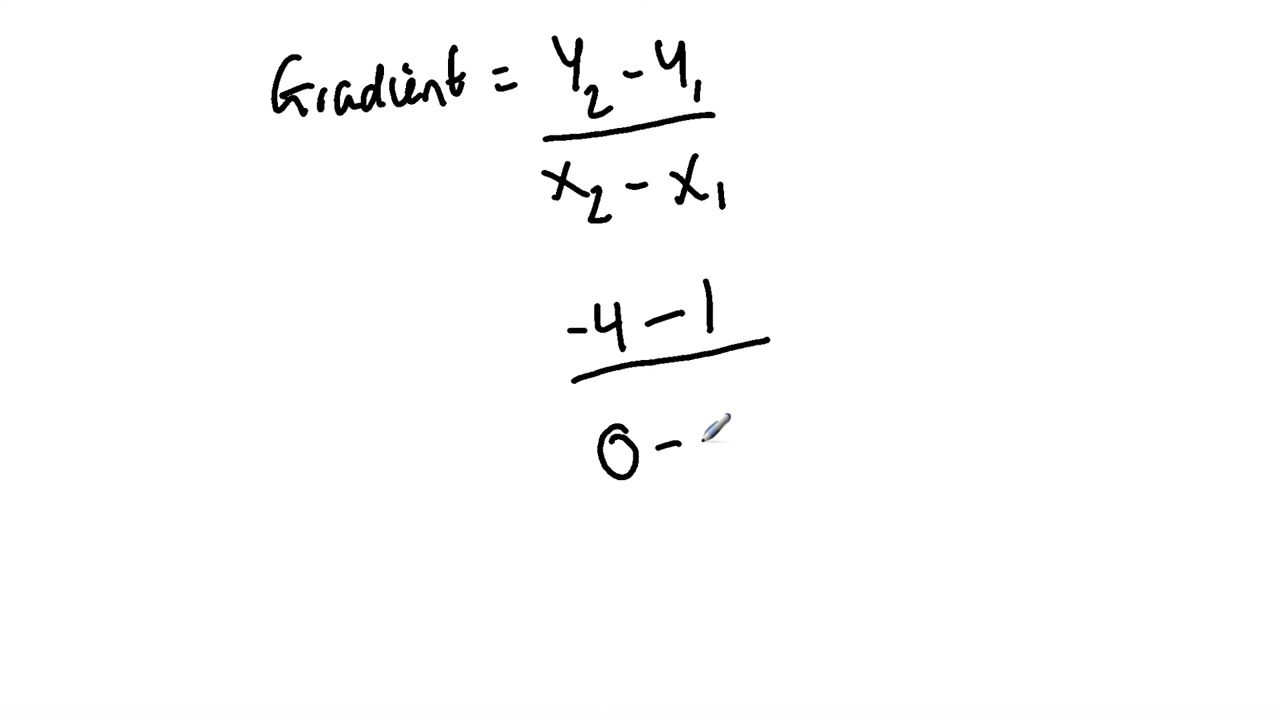 Gradient = Y₂ - Y₁
X₂ - X₁
-4 - 1
0 -